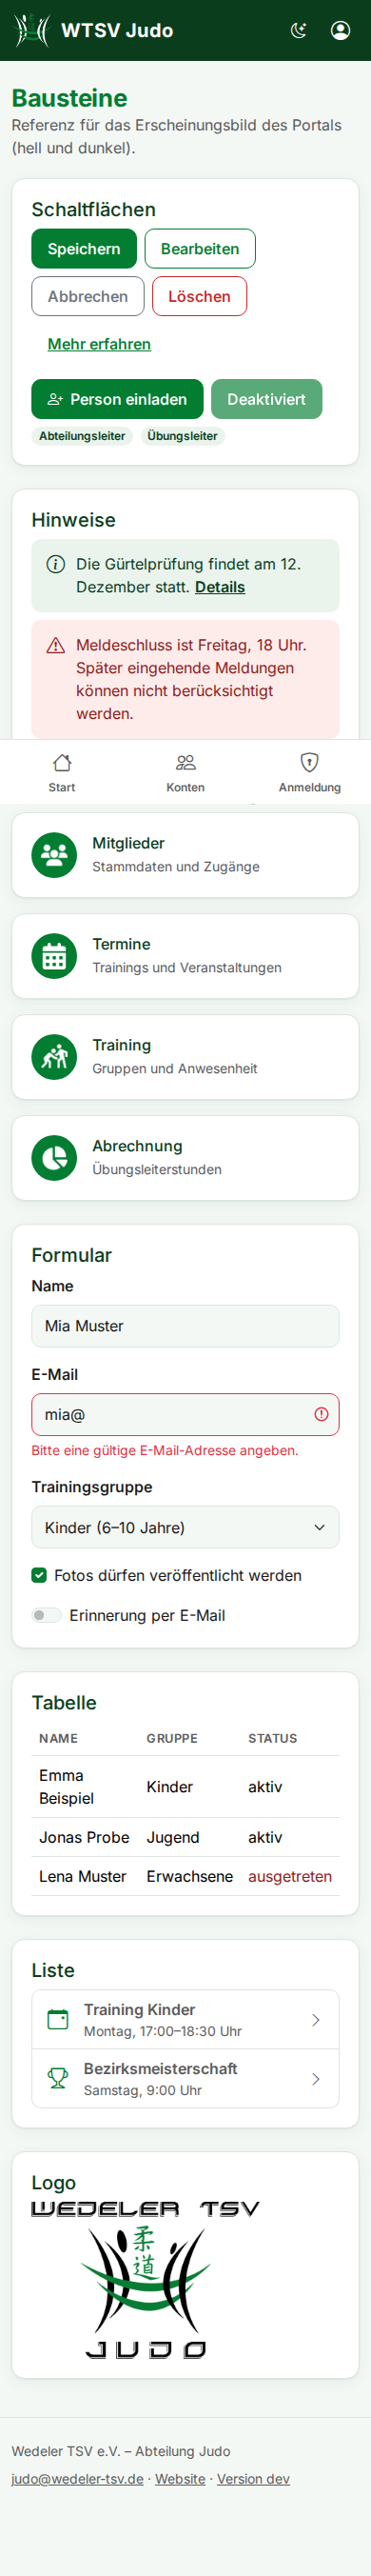 WTSV Judo
Bausteine
Referenz für das Erscheinungsbild des Portals
(hell und dunkel).
Schaltflächen
Speichern
Bearbeiten
Abbrechen
Löschen
Mehr erfahren
Person einladen
Deaktiviert
Abteilungsleiter
Übungsleiter
Hinweise
Die Gürtelprüfung findet am 12.
Dezember statt. Details
Meldeschluss ist Freitag, 18 Uhr.
Später eingehende Meldungen
können nicht berücksichtigt
werden.
Start
Konten
Anmeldung
Mitglieder
Stammdaten und Zugänge
Termine
Trainings und Veranstaltungen
Training
Gruppen und Anwesenheit
Abrechnung
Übungsleiterstunden
Formular
Name
Mia Muster
E-Mail
mia@
Bitte eine gültige E-Mail-Adresse angeben.
Trainingsgruppe
Kinder (6–10 Jahre)
Fotos dürfen veröffentlicht werden
Erinnerung per E-Mail
Tabelle
NAME GRUPPE STATUS
Emma
Beispiel
Kinder aktiv
Jonas Probe Jugend aktiv
Lena Muster Erwachsene ausgetreten
Liste
Training Kinder
Montag, 17:00–18:30 Uhr
Bezirksmeisterschaft
Samstag, 9:00 Uhr
Logo
WEDELER TSV
柔
道
JUDO
Wedeler TSV e.V. – Abteilung Judo
judo@wedeler-tsv.de · Website · Version dev